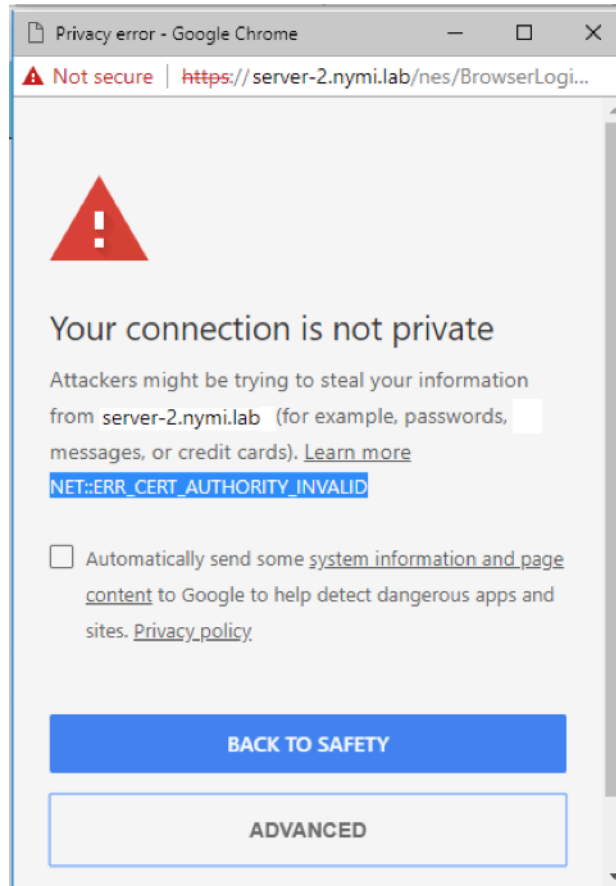 Privacy error - Google Chrome
Not secure | https://server-2.nymi.lab/nes/BrowserLogi...
Your connection is not private
Attackers might be trying to steal your information
from server-2.nymi.lab (for example, passwords,
messages, or credit cards). Learn more
NET::ERR_CERT_AUTHORITY_INVALID
Automatically send some system information and page
content to Google to help detect dangerous apps and
sites. Privacy policy
BACK TO SAFETY
ADVANCED